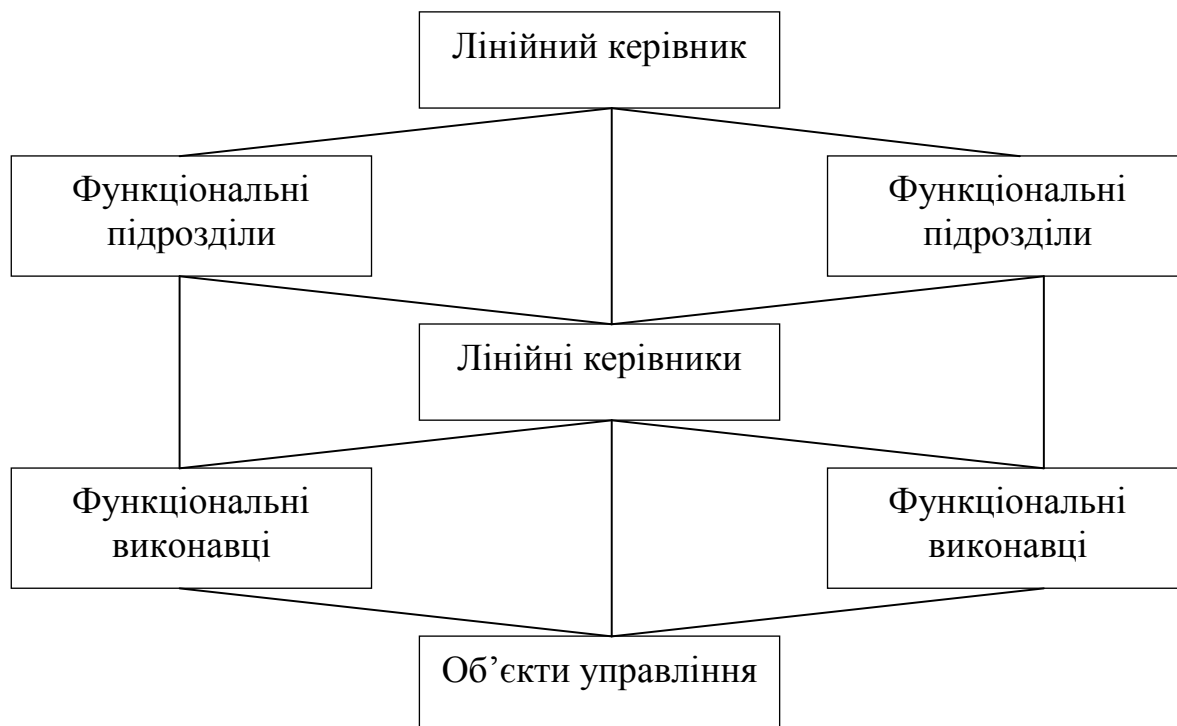 Лінійний керівник
Функціональні
підрозділи
Функціональні
підрозділи
Лінійні керівники
Функціональні
виконавці
Функціональні
виконавці
Об’єкти управління